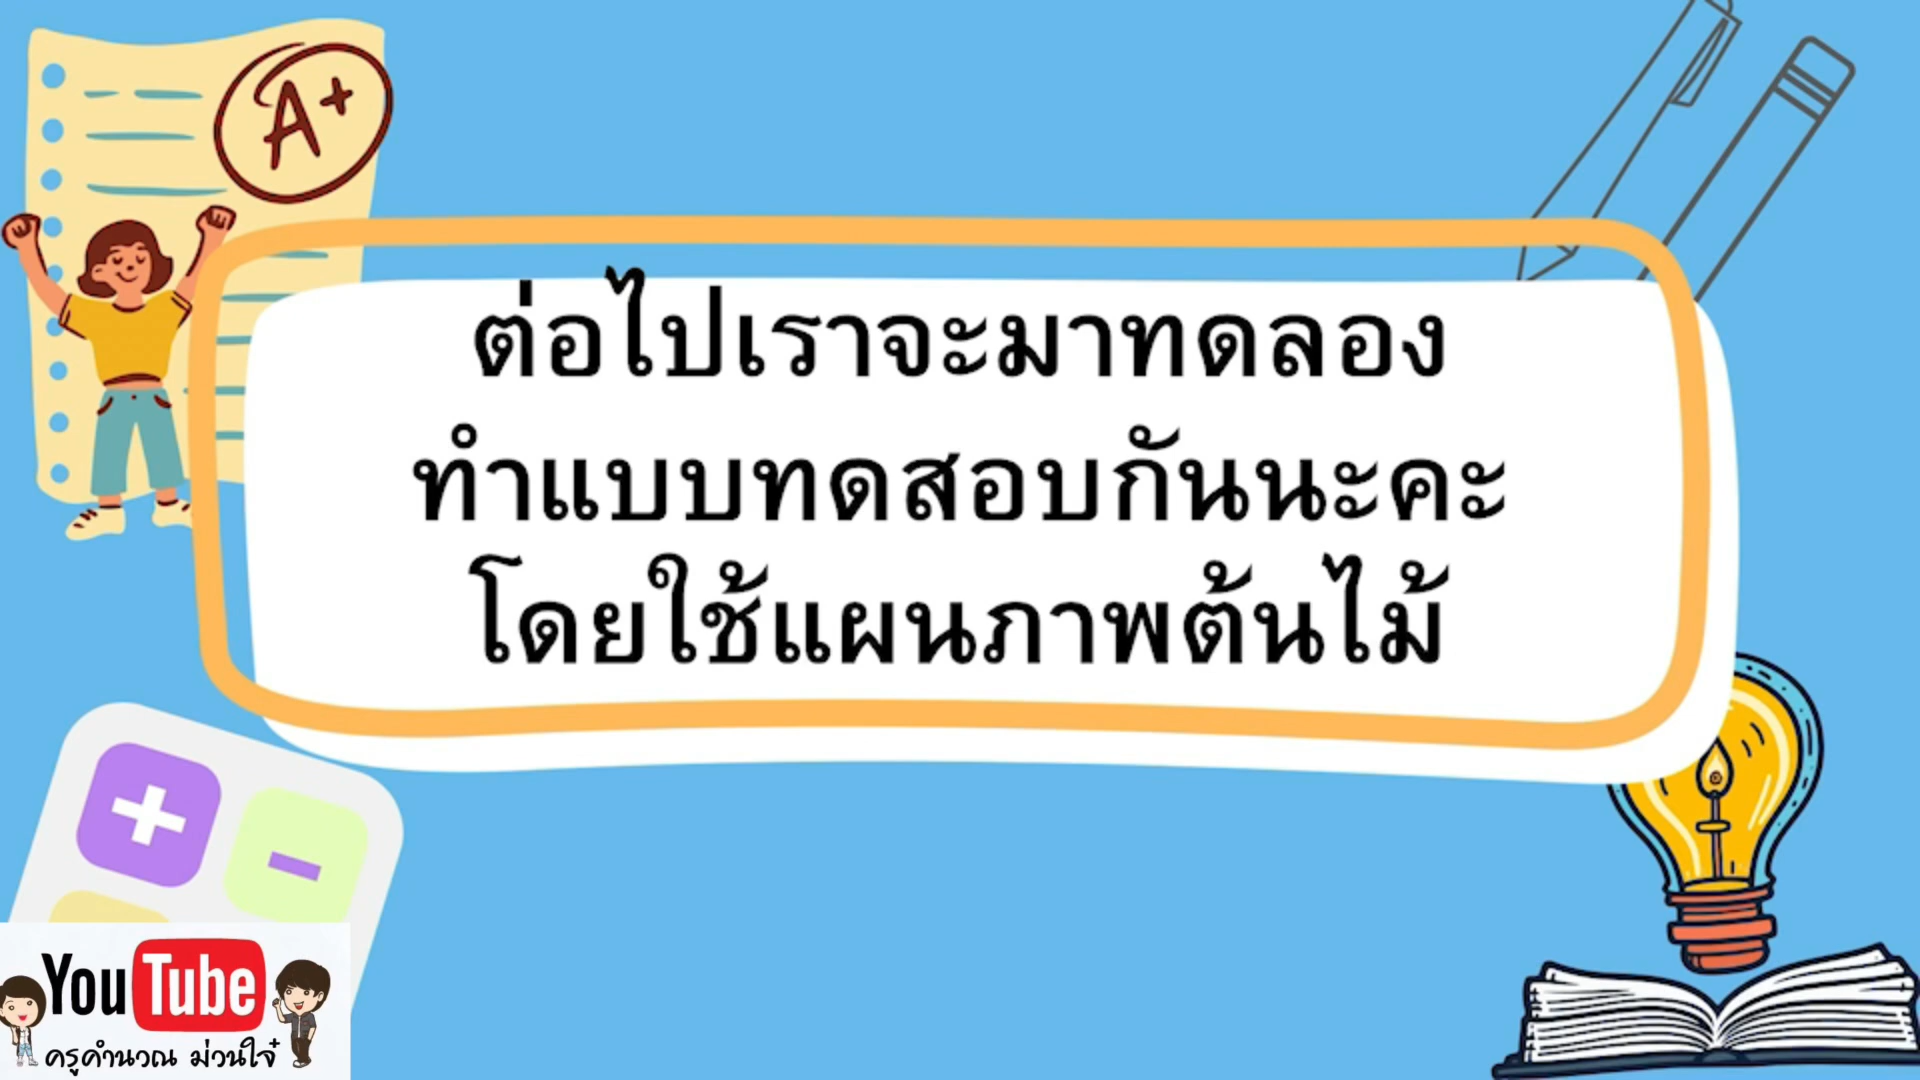 A+
ต่อไปเราจะมาทดลอง
ทำแบบทดสอบกันนะคะ
โดยใช้แผนภาพต้นไม้
YouTube
ครูคำนวณ ม่วนใจ๋